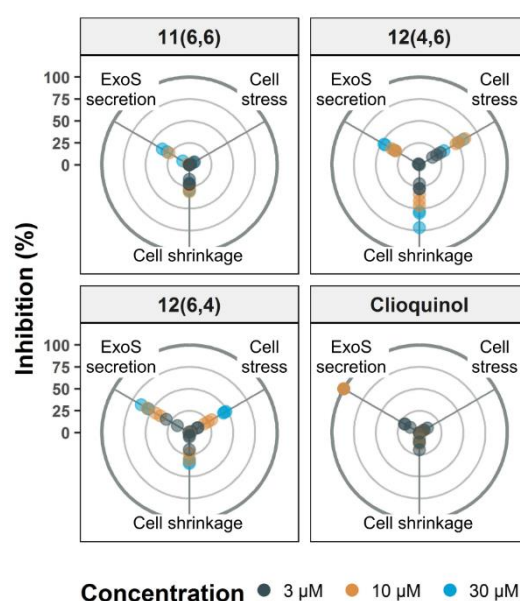 11(6,6)
12(4,6)
100
75
50
25
0
ExoS
secretion
Cell
stress
Cell shrinkage
ExoS
secretion
Cell
stress
Cell shrinkage
Inhibition (%)
12(6,4)
Clioquinol
100
75
50
25
0
ExoS
secretion
Cell
stress
Cell shrinkage
ExoS
secretion
Cell
stress
Cell shrinkage
Concentration 3 µM 10 µM 30 µM